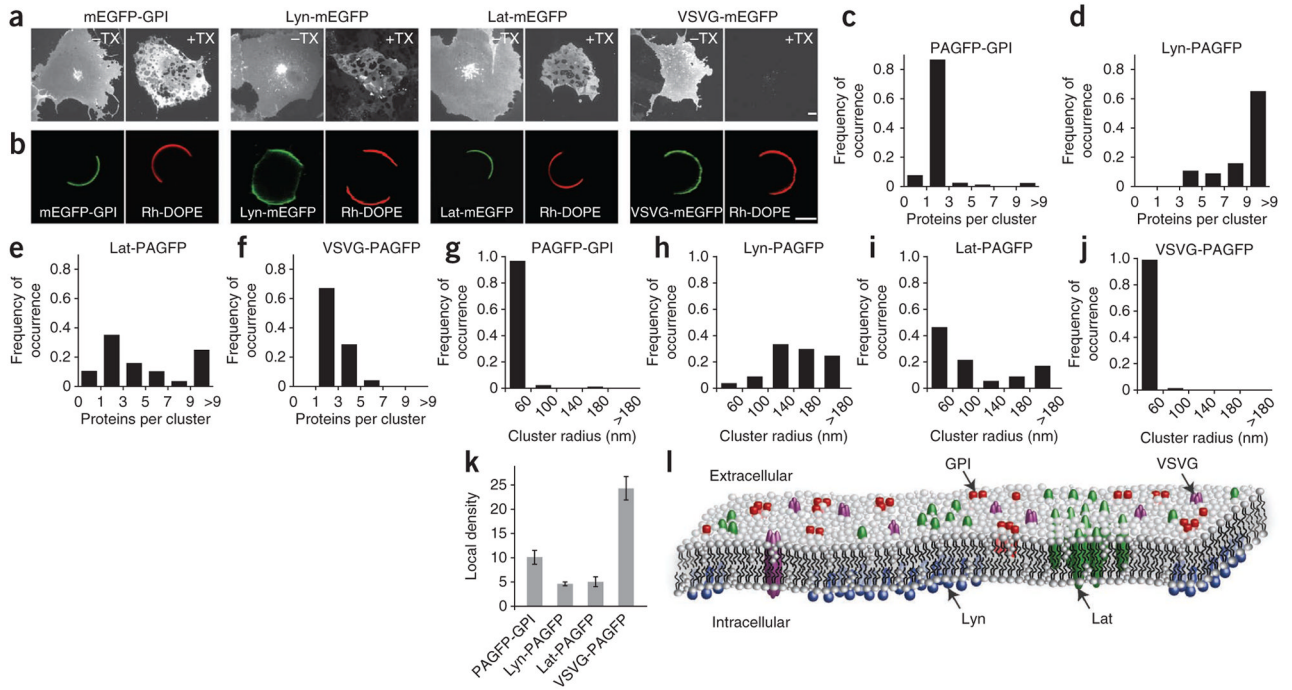 a
mEGFP-GPI
Lyn-mEGFP
Lat-mEGFP
VSVG-mEGFP
–TX
+TX
–TX
+TX
–TX
+TX
–TX
+TX
b
mEGFP-GPI
Rh-DOPE
Lyn-mEGFP
Rh-DOPE
Lat-mEGFP
Rh-DOPE
VSVG-mEGFP
Rh-DOPE
c
PAGFP-GPI
Frequency of
occurrence
0.8
0.6
0.4
0.2
0
0 1 3 5 7 9 >9
Proteins per cluster
d
Lyn-PAGFP
Frequency of
occurrence
0.8
0.6
0.4
0.2
0
0 1 3 5 7 9 >9
Proteins per cluster
e
Lat-PAGFP
Frequency of
occurrence
0.8
0.6
0.4
0.2
0
0 1 3 5 7 9 >9
Proteins per cluster
f
VSVG-PAGFP
Frequency of
occurrence
0.8
0.6
0.4
0.2
0
0 1 3 5 7 9 >9
Proteins per cluster
g
PAGFP-GPI
Frequency of
occurrence
1.0
0.8
0.6
0.4
0.2
0
60 100 140 180 >180
Cluster radius (nm)
h
Lyn-PAGFP
Frequency of
occurrence
1.0
0.8
0.6
0.4
0.2
0
60 100 140 180 >180
Cluster radius (nm)
i
Lat-PAGFP
Frequency of
occurrence
1.0
0.8
0.6
0.4
0.2
0
60 100 140 180 >180
Cluster radius (nm)
j
VSVG-PAGFP
Frequency of
occurrence
1.0
0.8
0.6
0.4
0.2
0
60 100 140 180 >180
Cluster radius (nm)
k
Local density
25
20
15
10
5
0
PAGFP-GPI
Lyn-PAGFP
Lat-PAGFP
VSVG-PAGFP
l
Extracellular
GPI
VSVG
Intracellular
Lyn
Lat